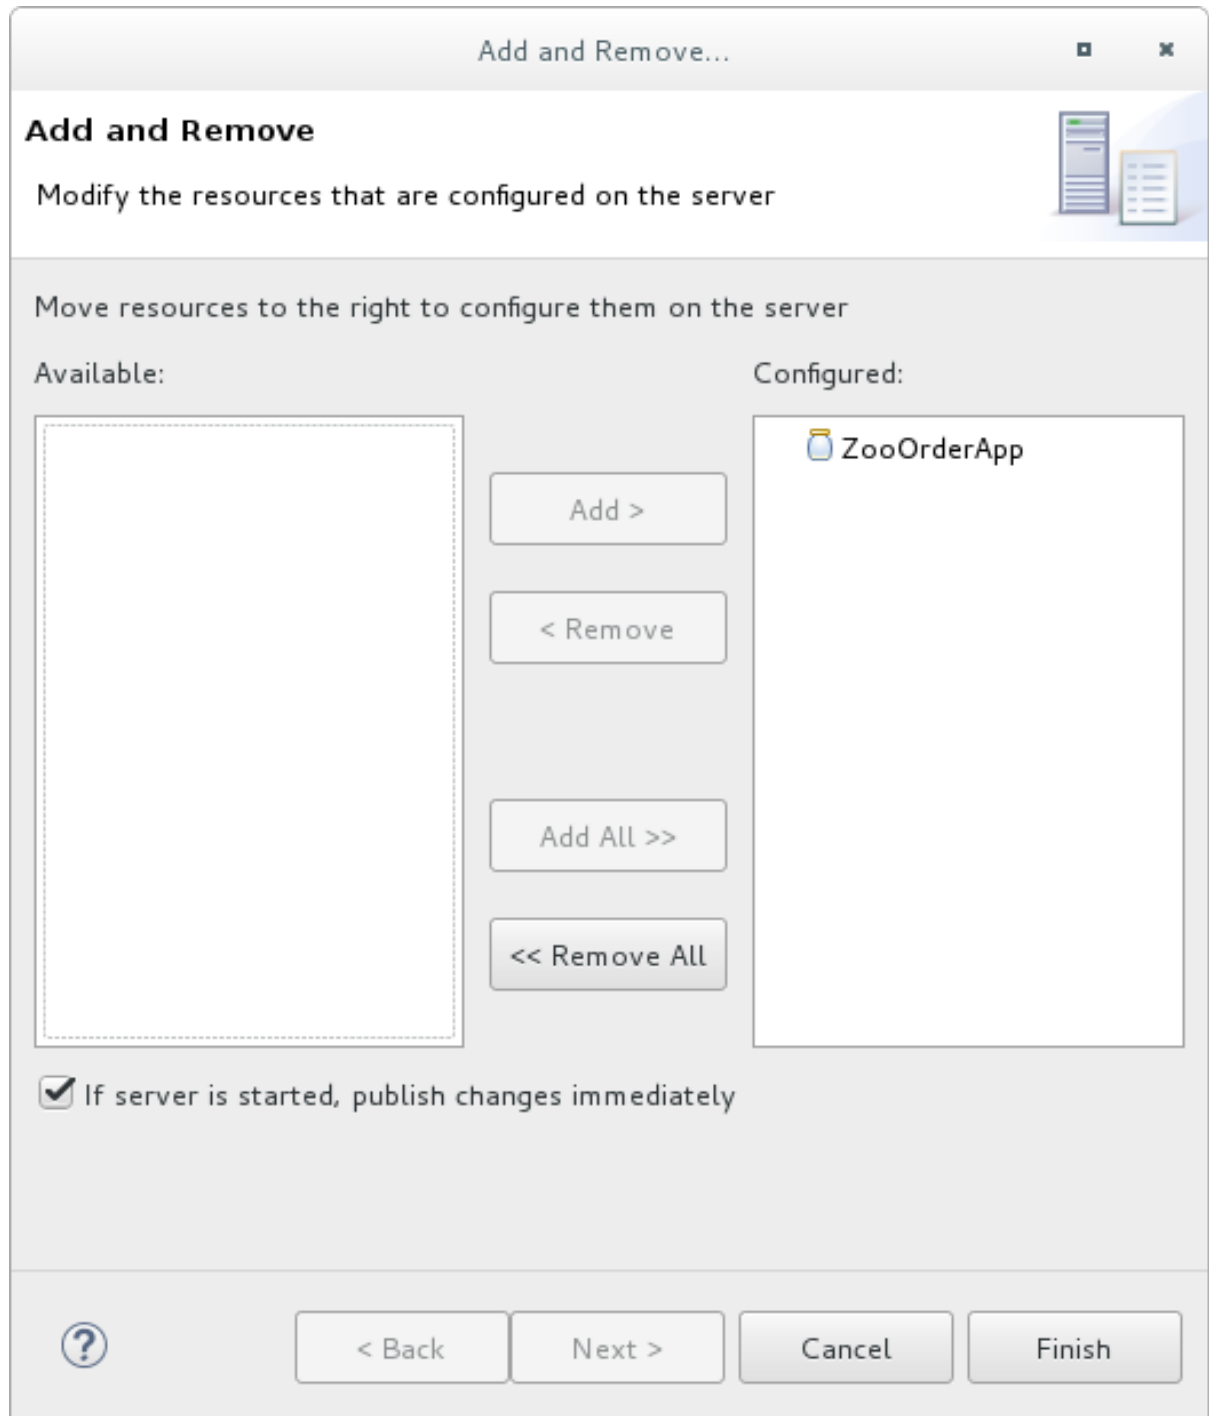 Add and Remove...
Add and Remove
Modify the resources that are configured on the server
Move resources to the right to configure them on the server
Available:
Configured:
ZooOrderApp
Add >
< Remove
Add All >>
<< Remove All
If server is started, publish changes immediately
?
< Back
Next >
Cancel
Finish